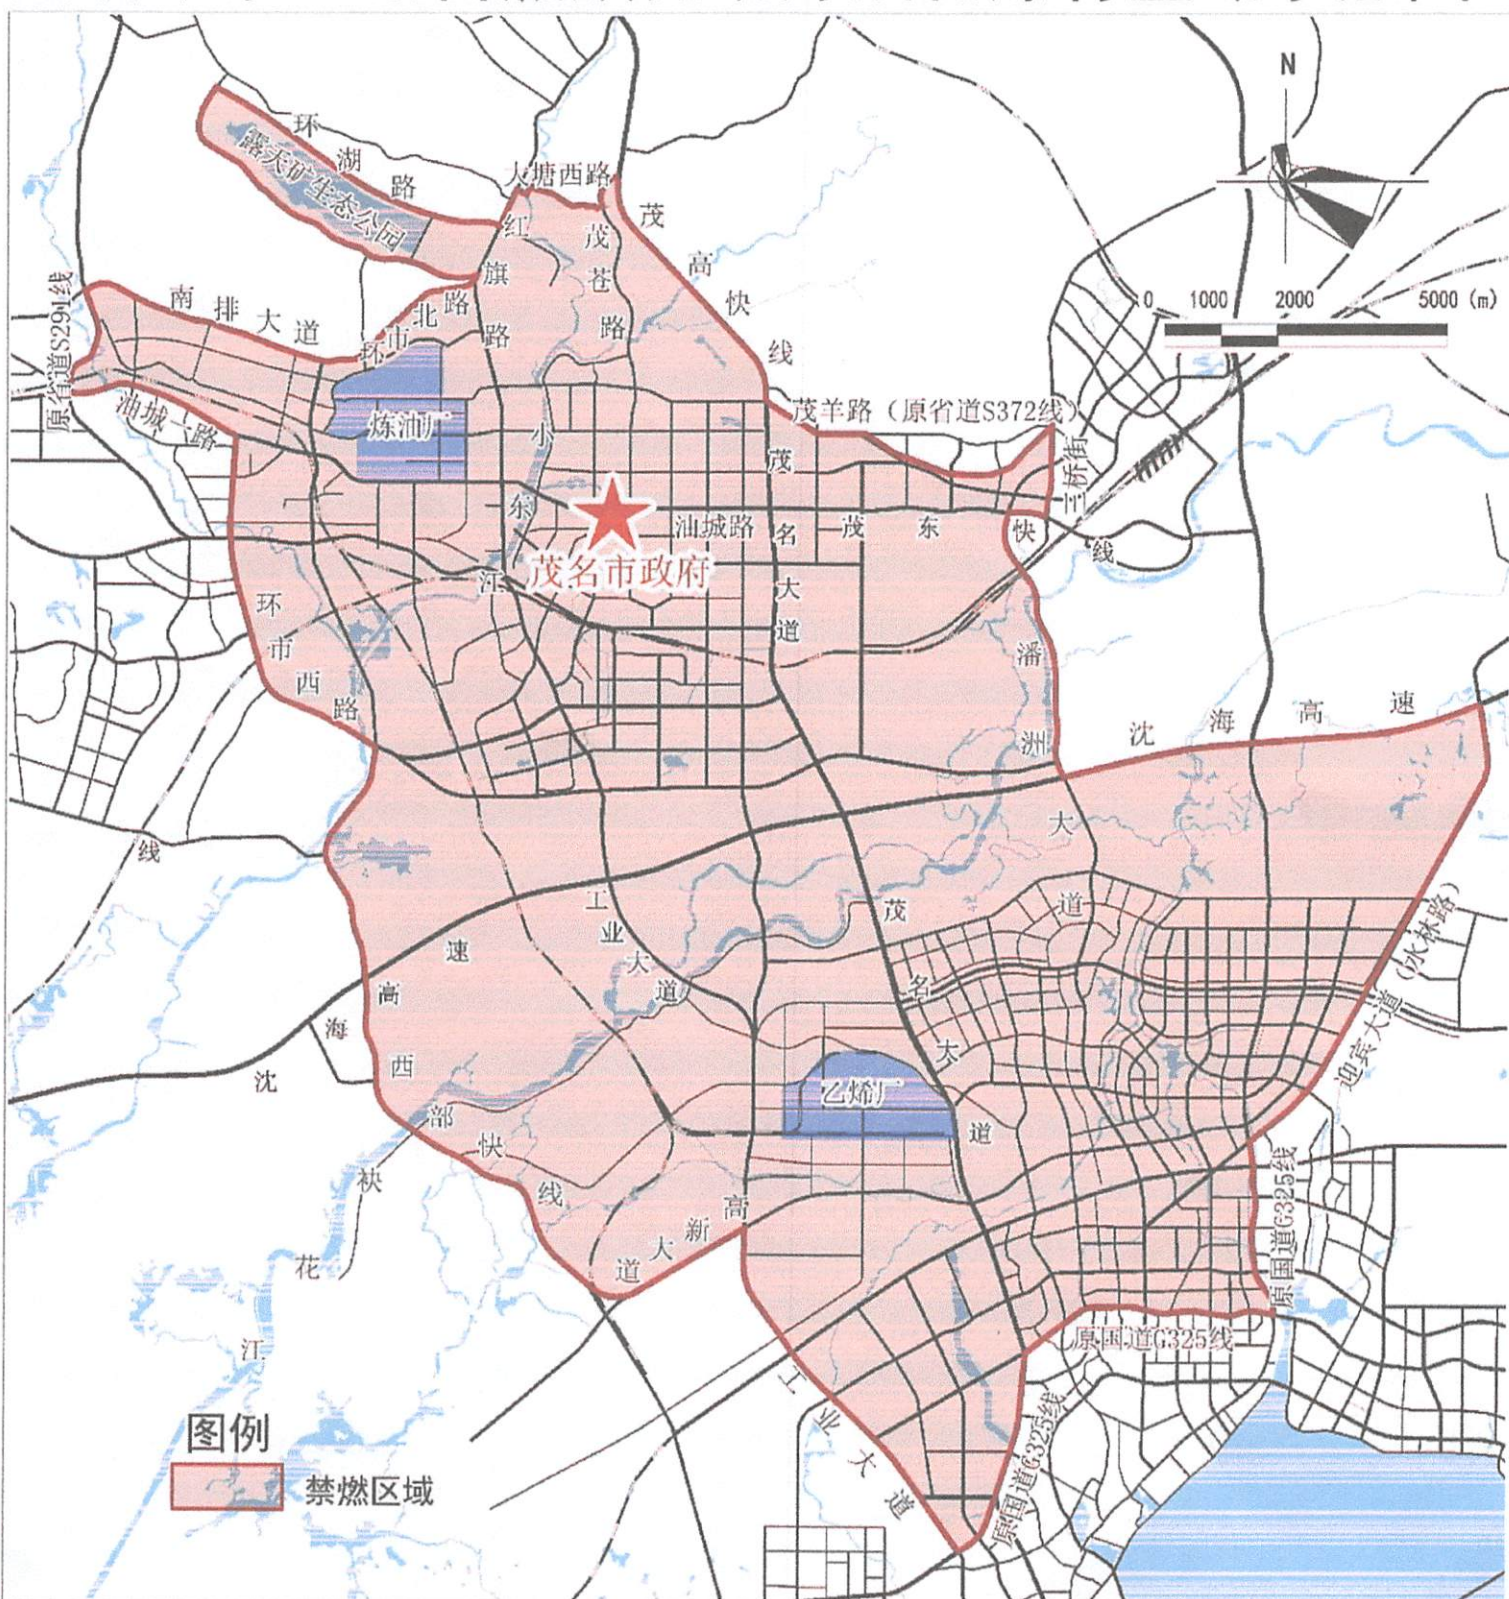 N
0 1000 2000 5000 (m)
环湖路
露天矿生态公园
大塘西路
红旗路
茂苍路
茂高快线
原省道S291线
南排大道
环市北路
油城一路
炼油厂
茂羊路（原省道S372线）
三桥街
小东江
油城路
茂名大道
茂东快线
茂名市政府
环市西路
潘洲大道
沈海高速
线
工业大道
茂名大道
迎宾大道（水林路）
沈海高速
西部快线
乙烯厂
袂花江
高新大道
原国道G325线
原国道G325线
工业大道
原国道G325线
图例
禁燃区域